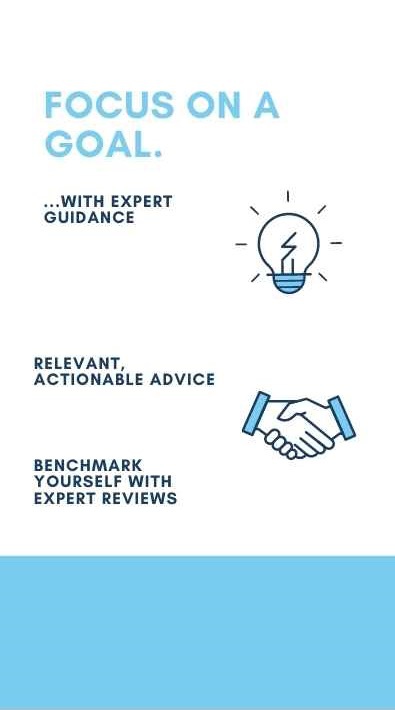 FOCUS ON A
GOAL.
...WITH EXPERT
GUIDANCE
RELEVANT,
ACTIONABLE ADVICE
BENCHMARK
YOURSELF WITH
EXPERT REVIEWS